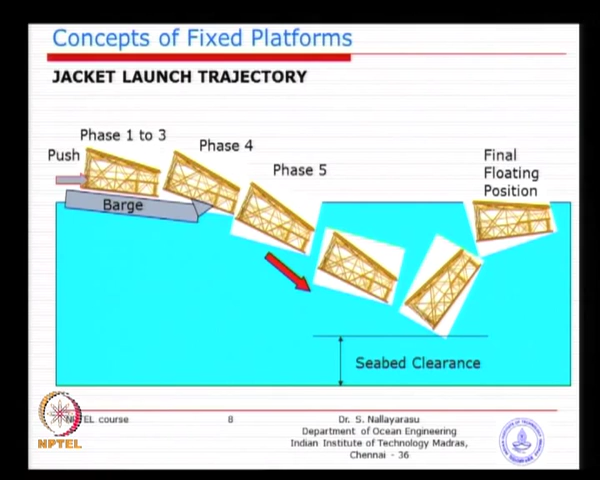 Concepts of Fixed Platforms
JACKET LAUNCH TRAJECTORY
Phase 1 to 3
Phase 4
Push
Phase 5
Final
Floating
Position
Barge
Seabed Clearance
NPTEL course
8
Dr. S. Nallayarasu
Department of Ocean Engineering
Indian Institute of Technology Madras,
Chennai - 36
NPTEL